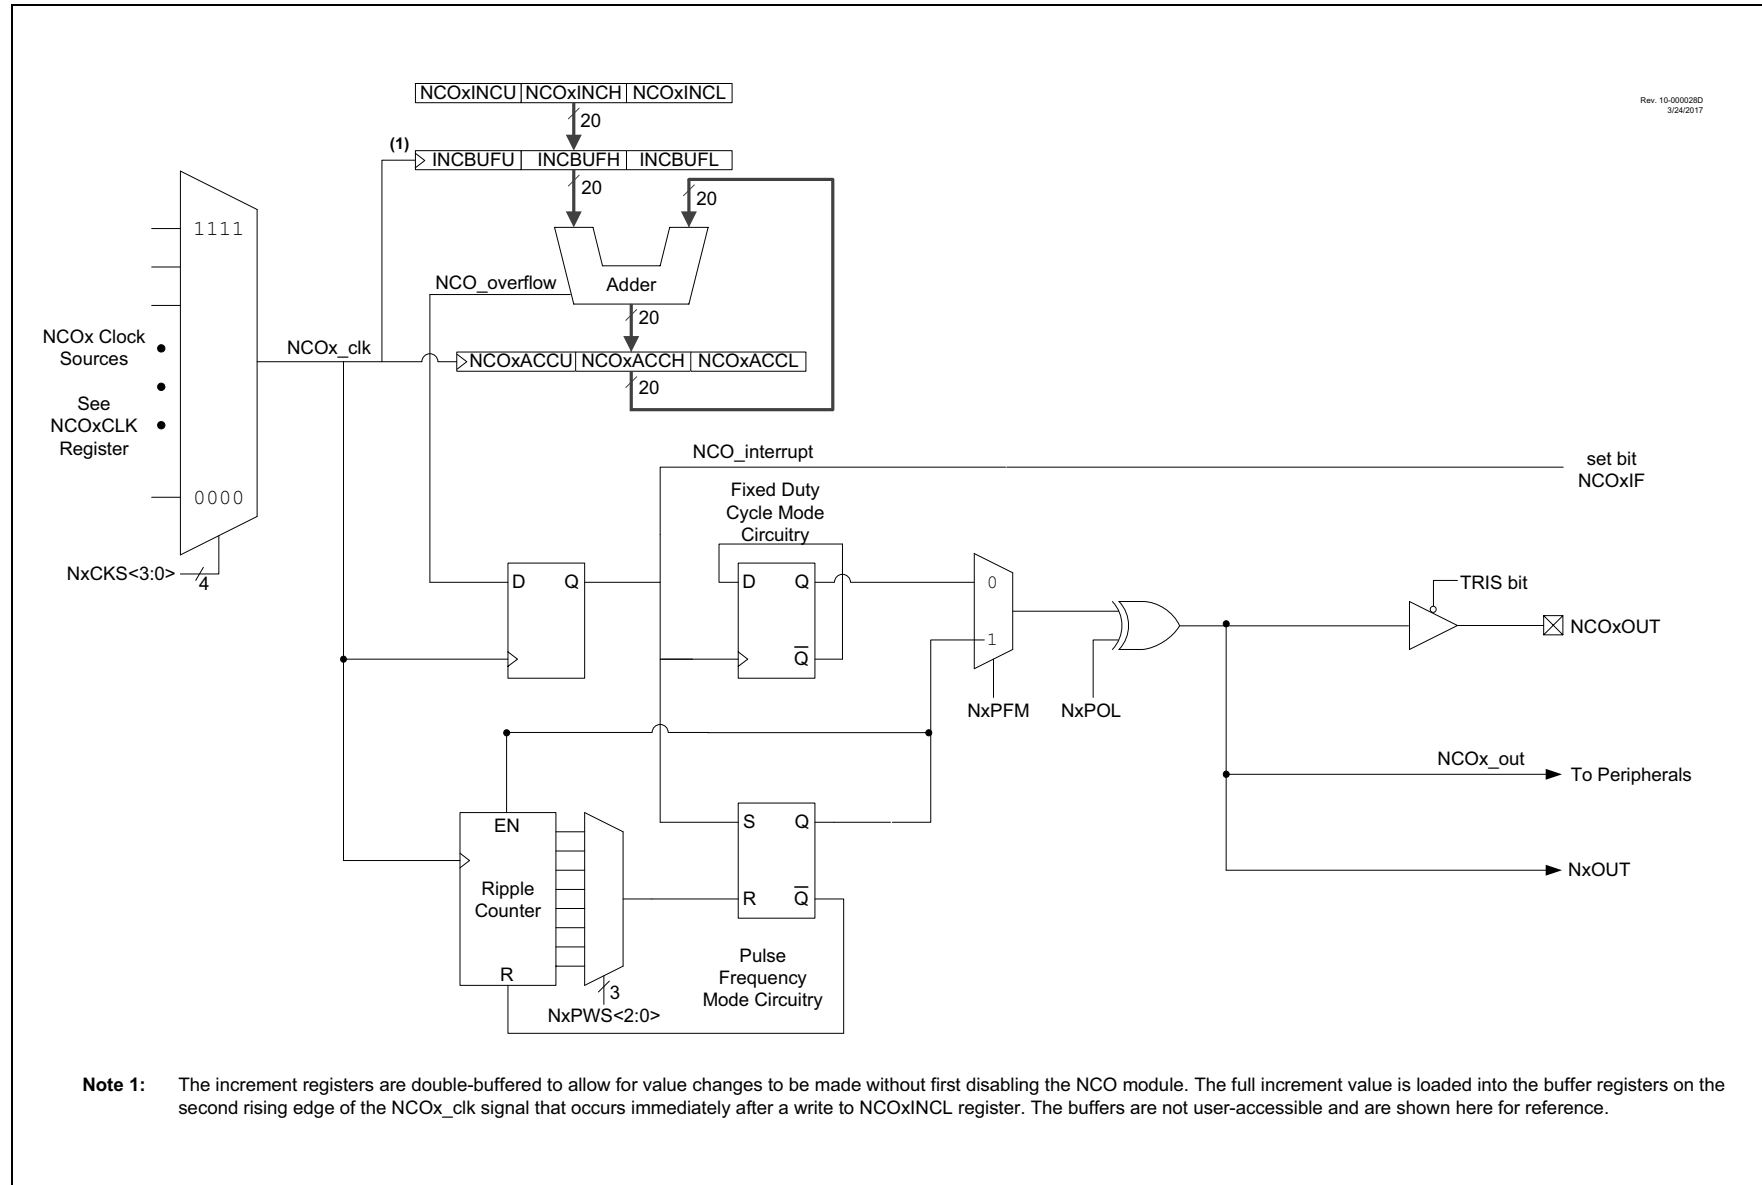 Rev. 10-000028D
3/24/2017
NCOxINCU NCOxINCH NCOxINCL
20
(1)
INCBUFU INCBUFH INCBUFL
20
20
1111
NCO_overflow
Adder
20
NCOx Clock
Sources
NCOx_clk
NCOxACCU NCOxACCH NCOxACCL
20
See
NCOxCLK
Register
NCO_interrupt
set bit
NCOxIF
0000
Fixed Duty
Cycle Mode
Circuitry
NxCKS<3:0>
4
D Q
D Q
0
TRIS bit
NCOxOUT
1
Q
NxPFM
NxPOL
NCOx_out
To Peripherals
EN
S Q
NxOUT
Ripple
Counter
R Q
R
3
NxPWS<2:0>
Pulse
Frequency
Mode Circuitry
Note 1: The increment registers are double-buffered to allow for value changes to be made without first disabling the NCO module. The full increment value is loaded into the buffer registers on the
second rising edge of the NCOx_clk signal that occurs immediately after a write to NCOxINCL register. The buffers are not user-accessible and are shown here for reference.